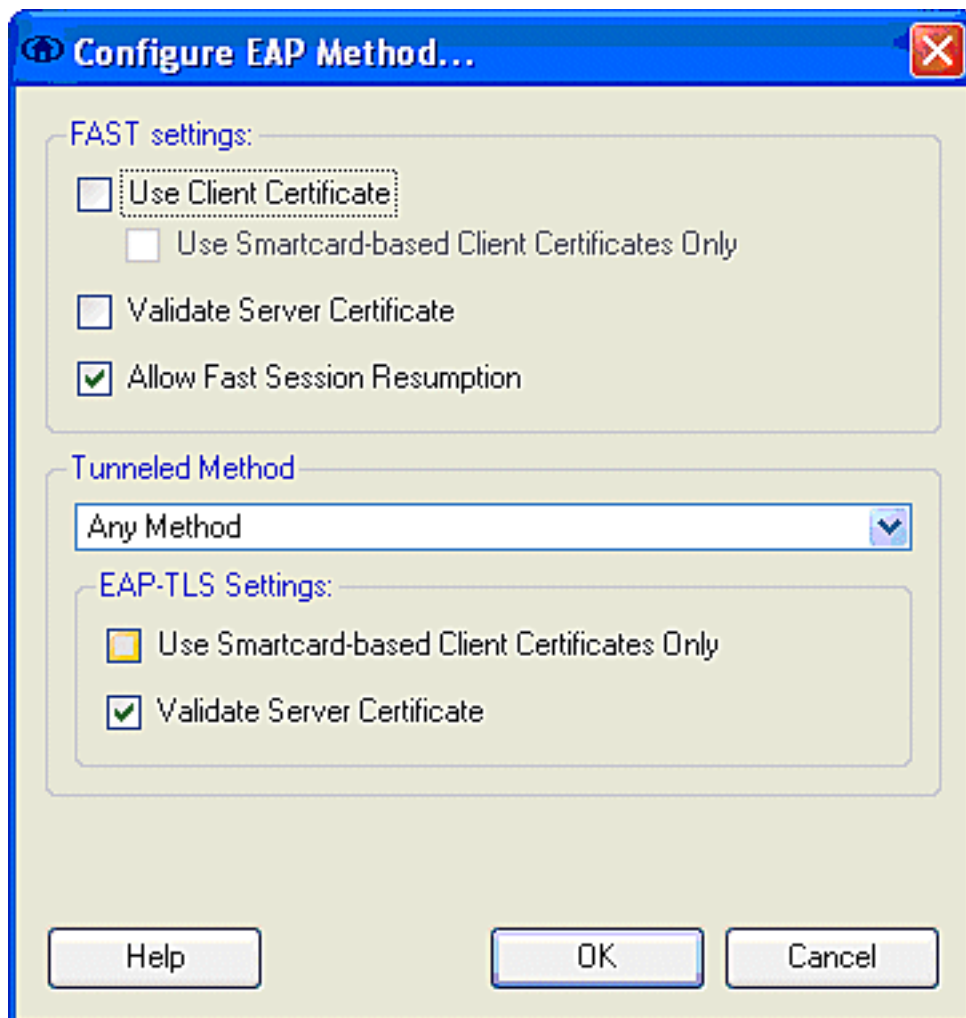 Configure EAP Method...
FAST settings:
Use Client Certificate
Use Smartcard-based Client Certificates Only
Validate Server Certificate
Allow Fast Session Resumption
Tunneled Method
Any Method
EAP-TLS Settings:
Use Smartcard-based Client Certificates Only
Validate Server Certificate
Help OK Cancel